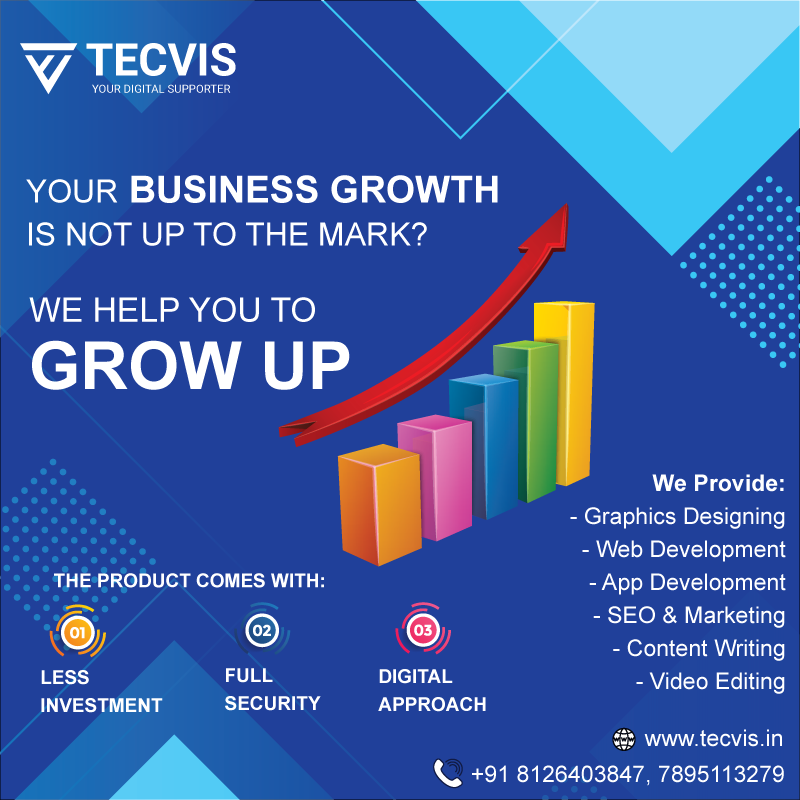 TECVIS
YOUR DIGITAL SUPPORTER
YOUR BUSINESS GROWTH
IS NOT UP TO THE MARK?
WE HELP YOU TO
GROW UP
We Provide:
- Graphics Designing
- Web Development
- App Development
- SEO & Marketing
- Content Writing
- Video Editing
THE PRODUCT COMES WITH:
01
LESS
INVESTMENT
02
FULL
SECURITY
03
DIGITAL
APPROACH
www.tecvis.in
+91 8126403847, 7895113279